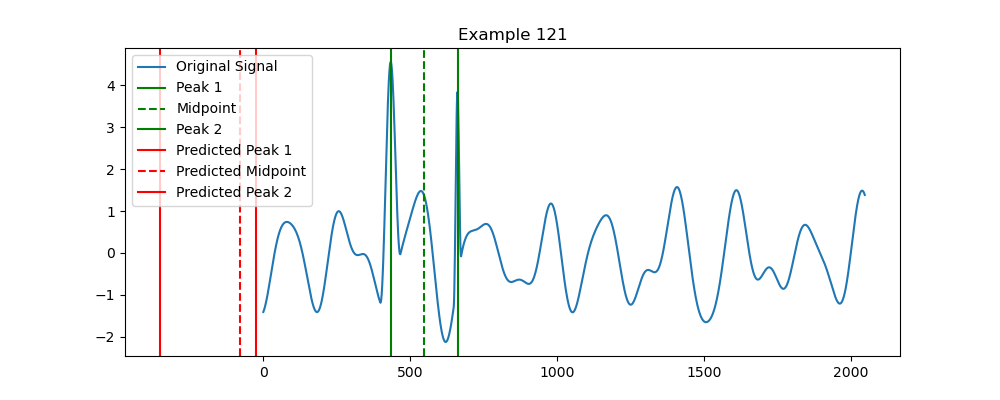 Example 121
Original Signal
Peak 1
Midpoint
Peak 2
Predicted Peak 1
Predicted Midpoint
Predicted Peak 2
4
3
2
1
0
−1
−2
0 500 1000 1500 2000